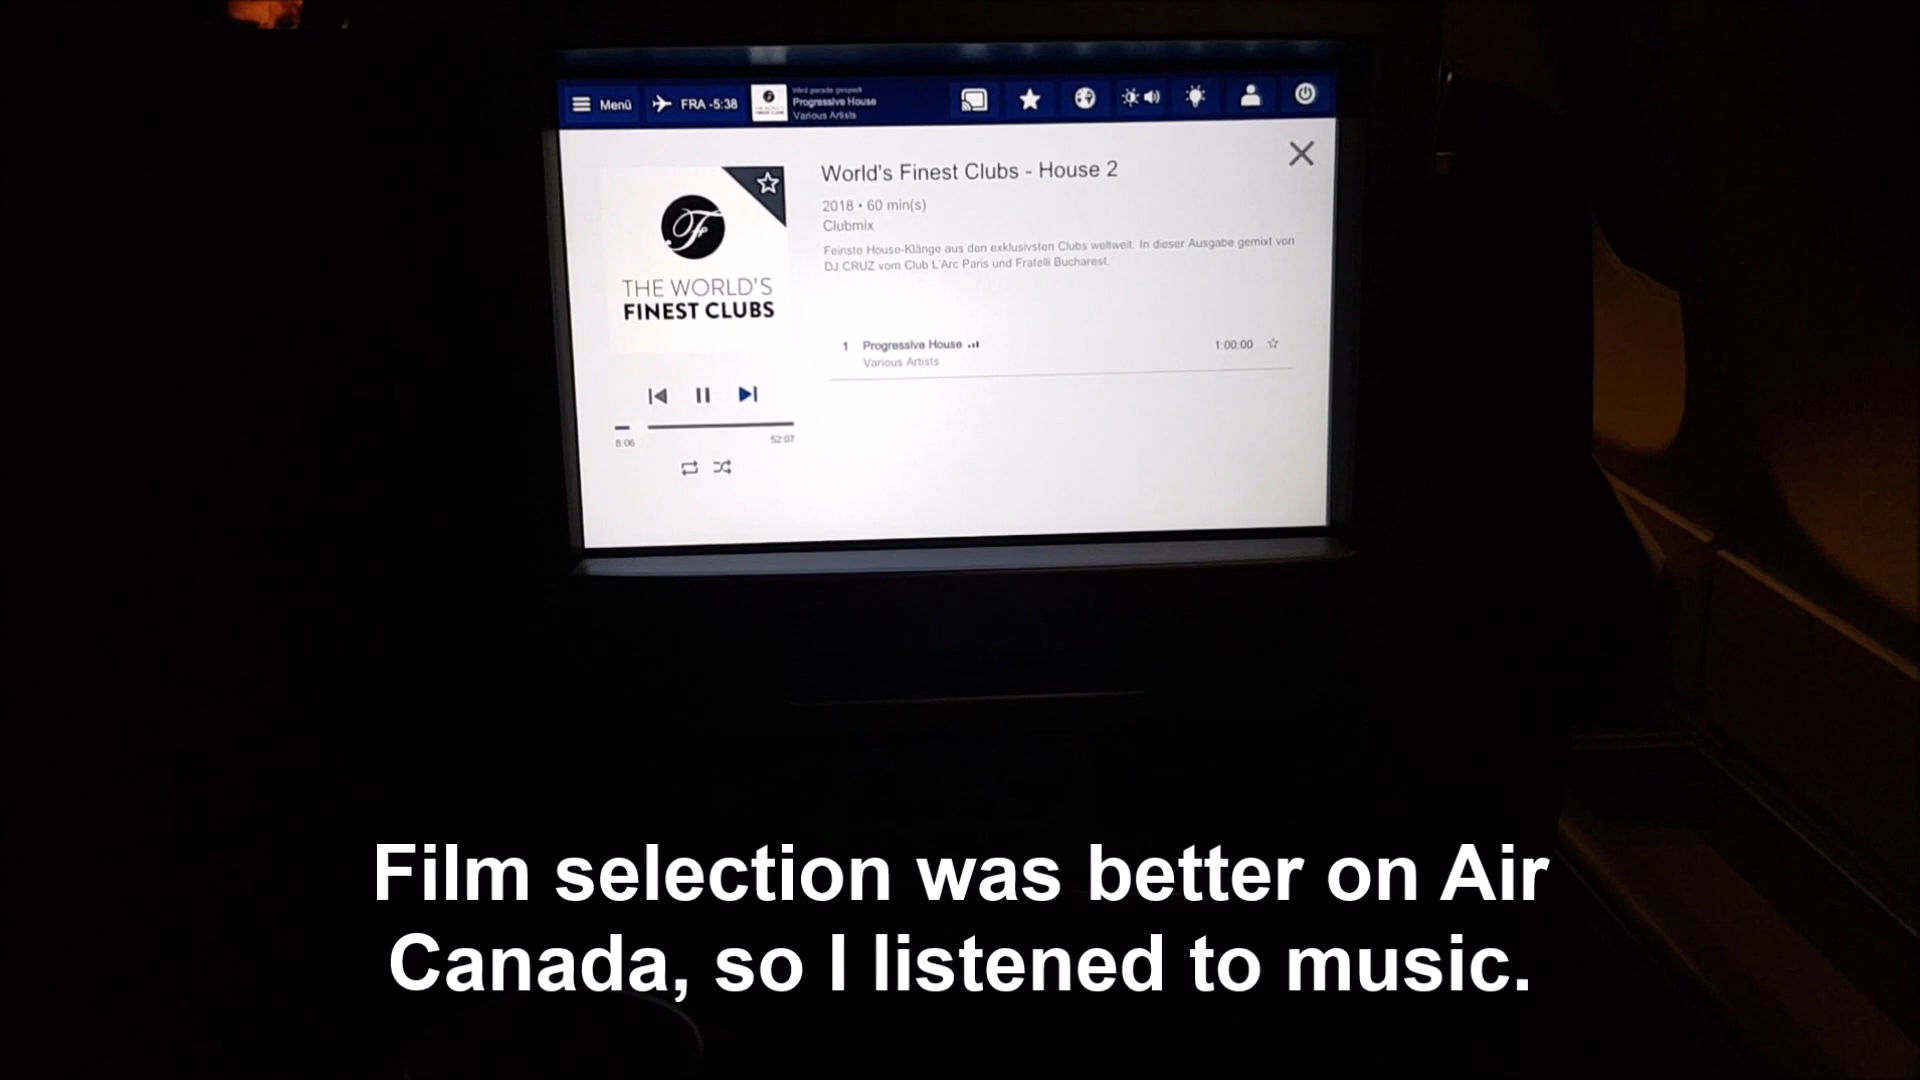 Menü
FRA -5:38
Wird gerade gespielt
Progressive House
Various Artists
World's Finest Clubs - House 2
2018 • 60 min(s)
Clubmix
Feinste House-Klänge aus den exklusivsten Clubs weltweit. In dieser Ausgabe gemixt von
DJ CRUZ vom Club L'Arc Paris und Fratelli Bucharest.
THE WORLD'S
FINEST CLUBS
1 Progressive House 1:00:00
Various Artists
8:06 52:07
Film selection was better on Air
Canada, so I listened to music.